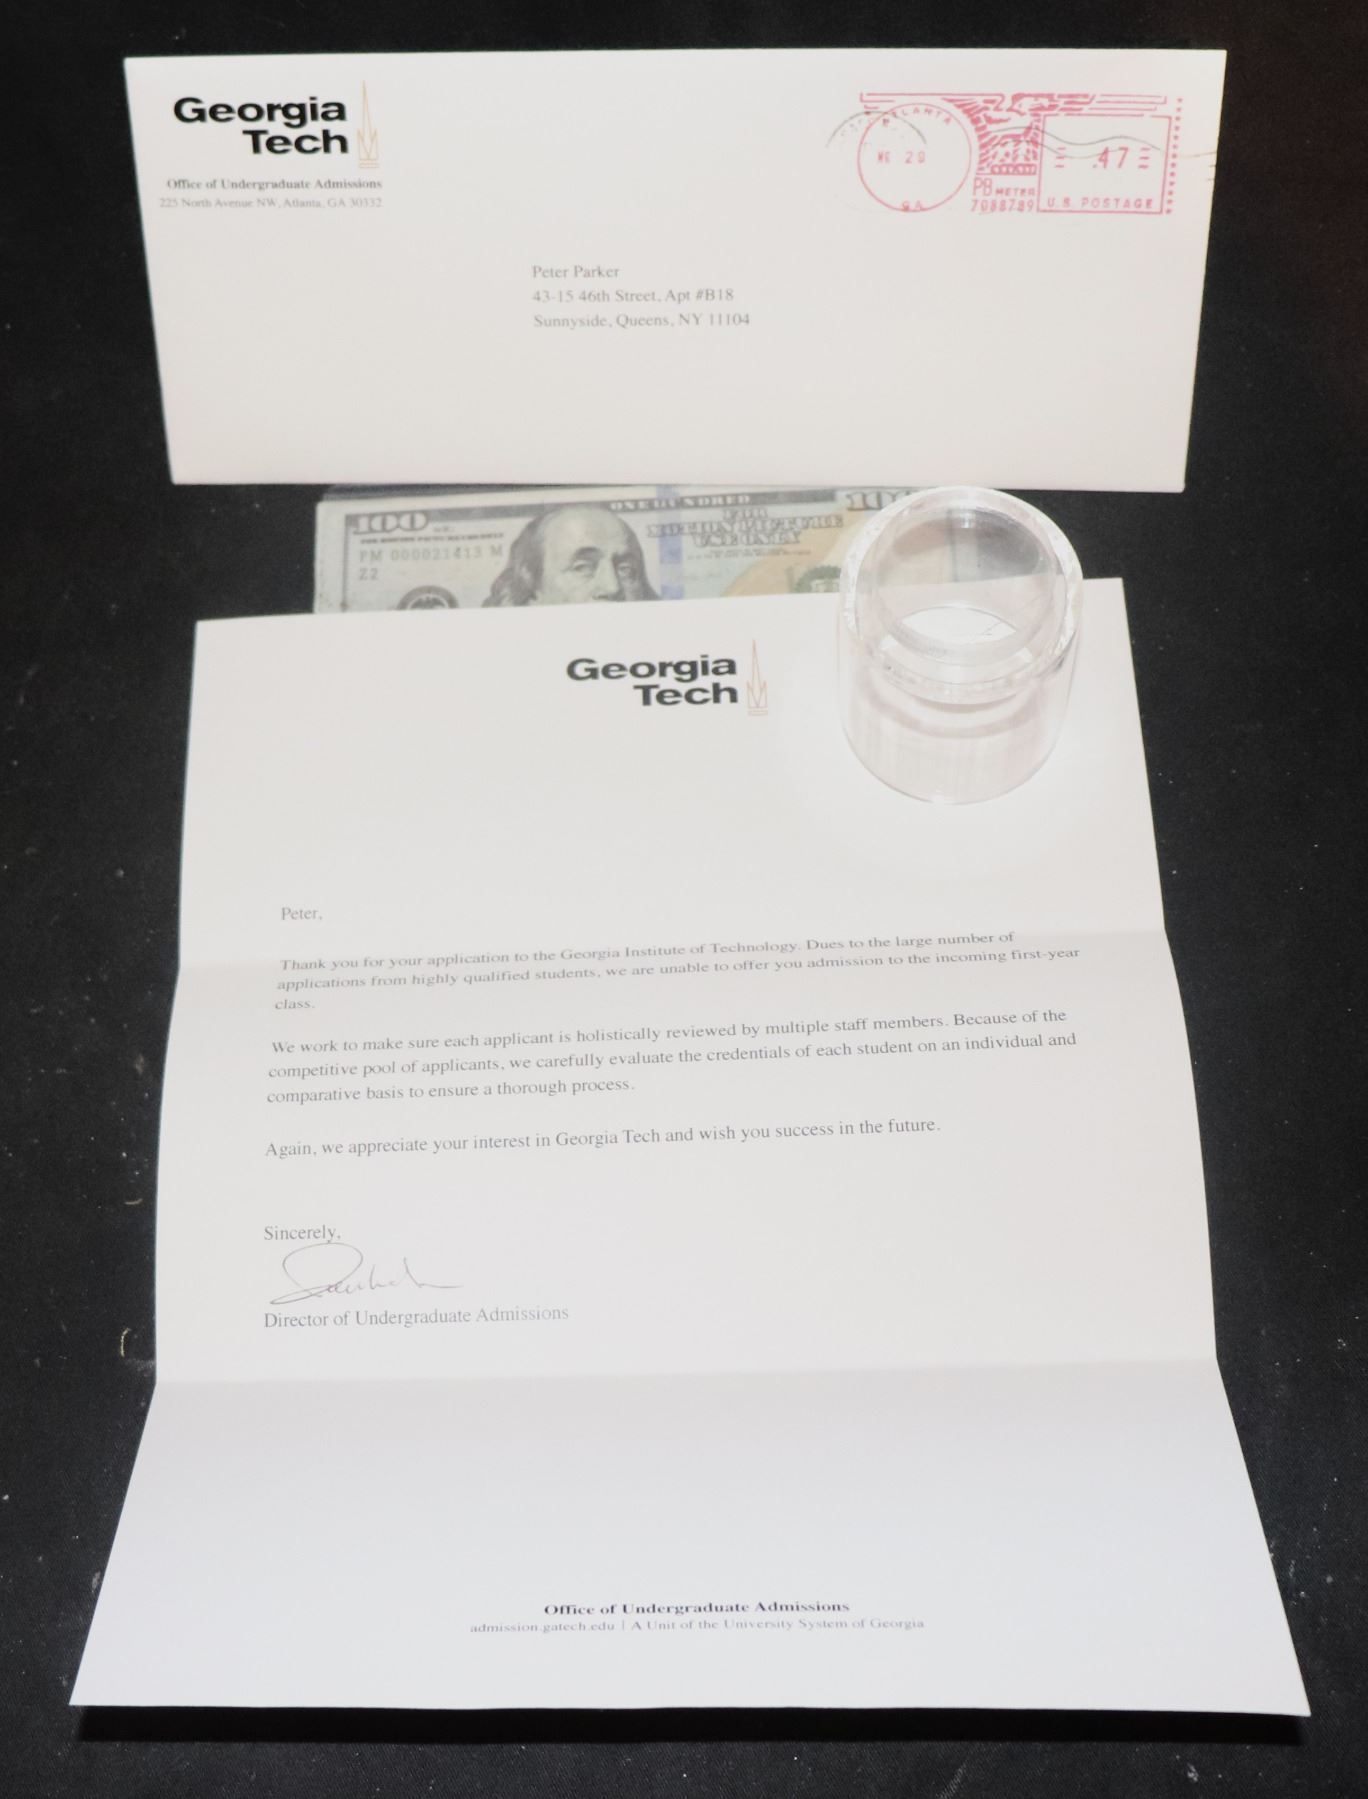 Georgia
Tech
Office of Undergraduate Admissions
225 North Avenue NW, Atlanta, GA 30332
ATLANTA
20
GA
PB METER
7088789
.47
U.S. POSTAGE
Peter Parker
43-15 46th Street, Apt #B18
Sunnyside, Queens, NY 11104
ONE HUNDRED
100
100
FOR
MOTION PICTURE
USE ONLY
PM 000021413 M
Z2
Georgia
Tech
Peter,
Thank you for your application to the Georgia Institute of Technology. Dues to the large number of
applications from highly qualified students, we are unable to offer you admission to the incoming first-year
class.
We work to make sure each applicant is holistically reviewed by multiple staff members. Because of the
competitive pool of applicants, we carefully evaluate the credentials of each student on an individual and
comparative basis to ensure a thorough process.
Again, we appreciate your interest in Georgia Tech and wish you success in the future.
Sincerely,
Director of Undergraduate Admissions
Office of Undergraduate Admissions
admission.gatech.edu | A Unit of the University System of Georgia